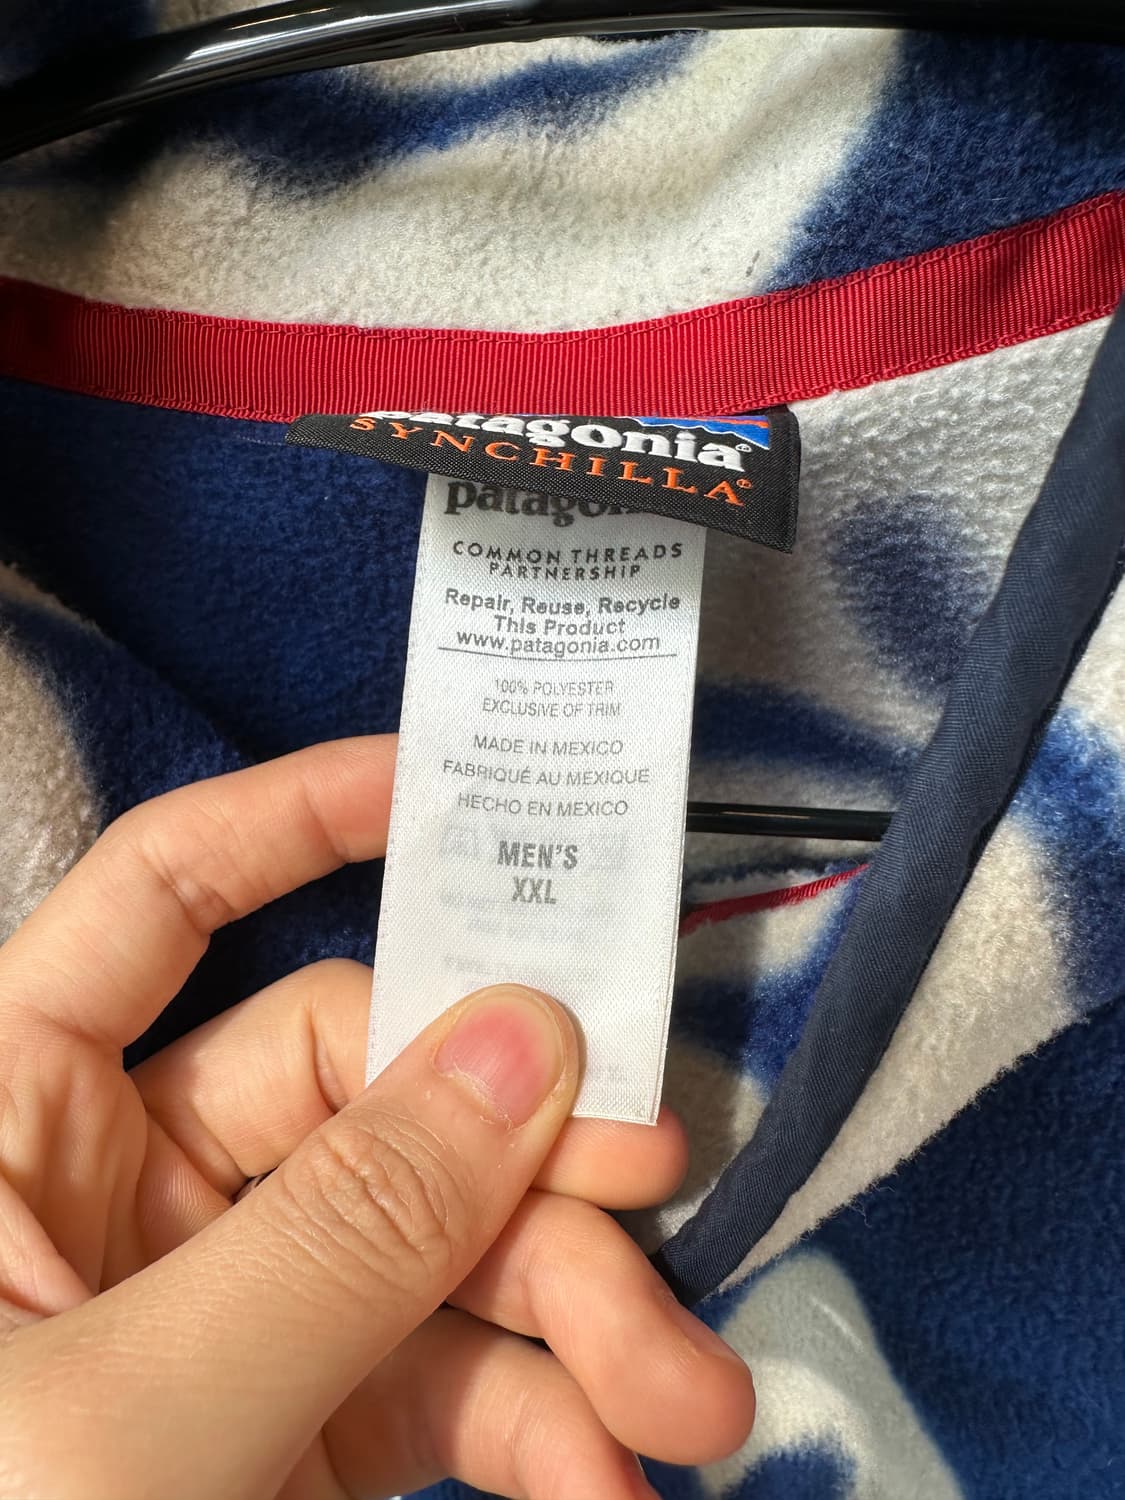 patagonia®
SYNCHILLA®
patagon
COMMON THREADS
PARTNERSHIP
Repair, Reuse, Recycle
This Product
www.patagonia.com
100% POLYESTER
EXCLUSIVE OF TRIM
MADE IN MEXICO
FABRIQUÉ AU MEXIQUE
HECHO EN MEXICO
MEN'S
XXL